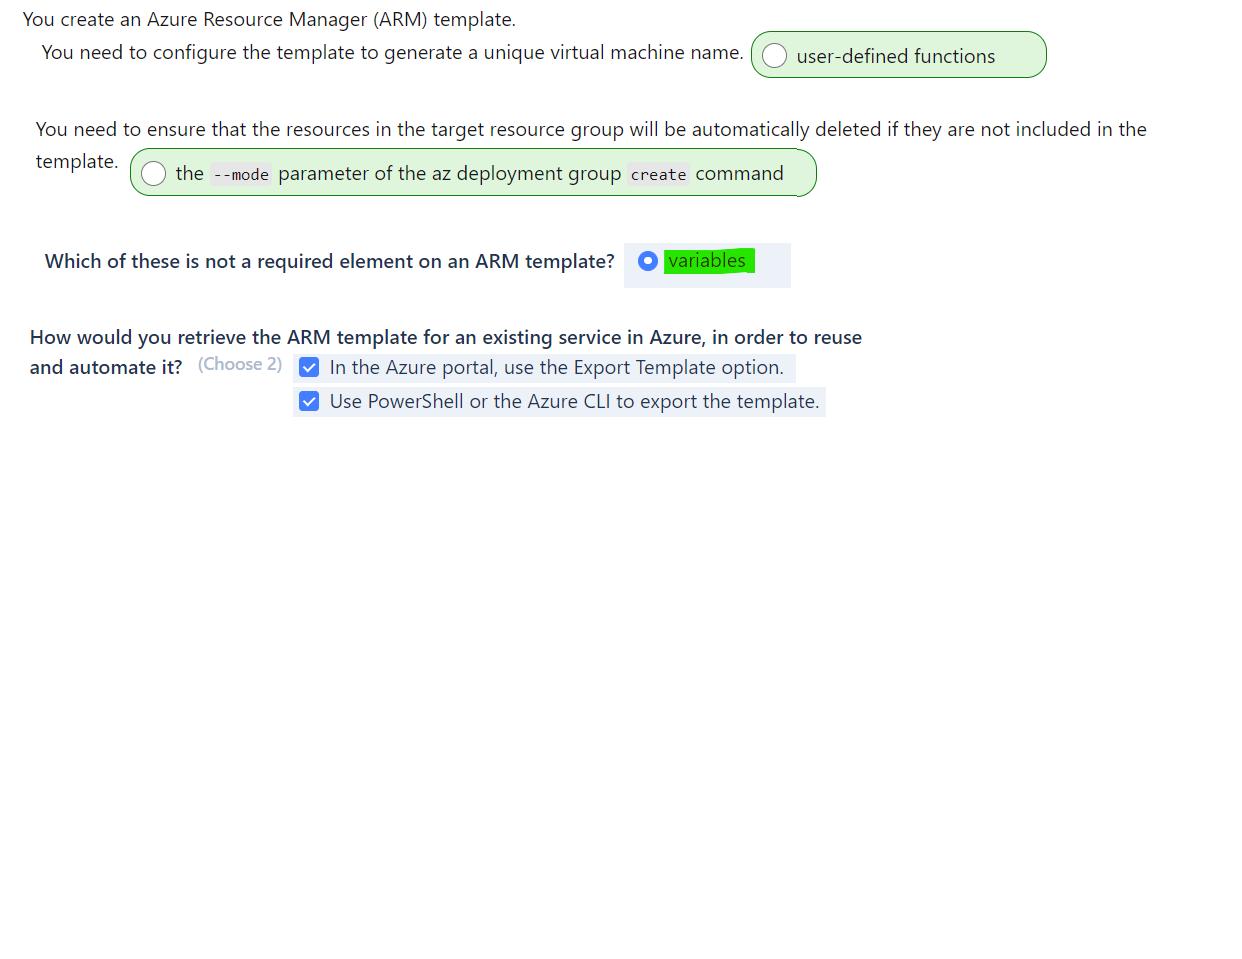 You create an Azure Resource Manager (ARM) template.
You need to configure the template to generate a unique virtual machine name. user-defined functions
You need to ensure that the resources in the target resource group will be automatically deleted if they are not included in the
template. the --mode parameter of the az deployment group create command
Which of these is not a required element on an ARM template? variables
How would you retrieve the ARM template for an existing service in Azure, in order to reuse
and automate it? (Choose 2) In the Azure portal, use the Export Template option.
Use PowerShell or the Azure CLI to export the template.